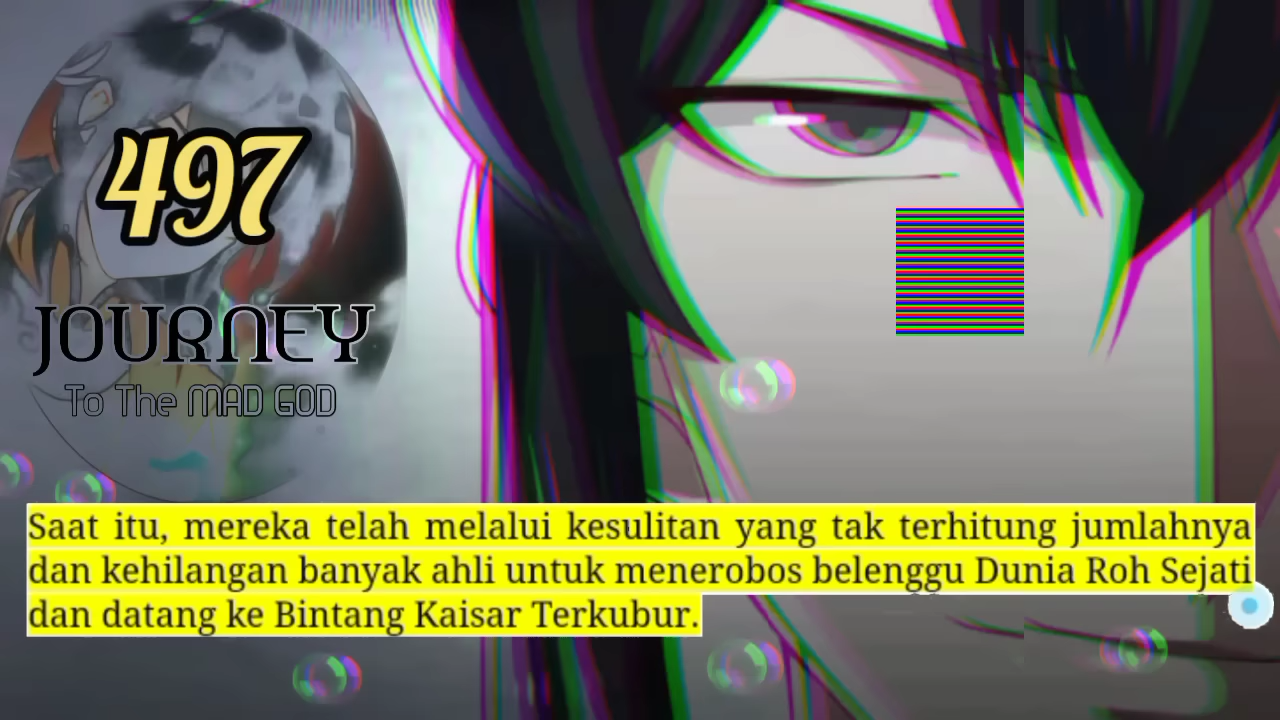 497
JOURNEY
To The MAD GOD
Saat itu, mereka telah melalui kesulitan yang tak terhitung jumlahnya
dan kehilangan banyak ahli untuk menerobos belenggu Dunia Roh Sejati
dan datang ke Bintang Kaisar Terkubur.